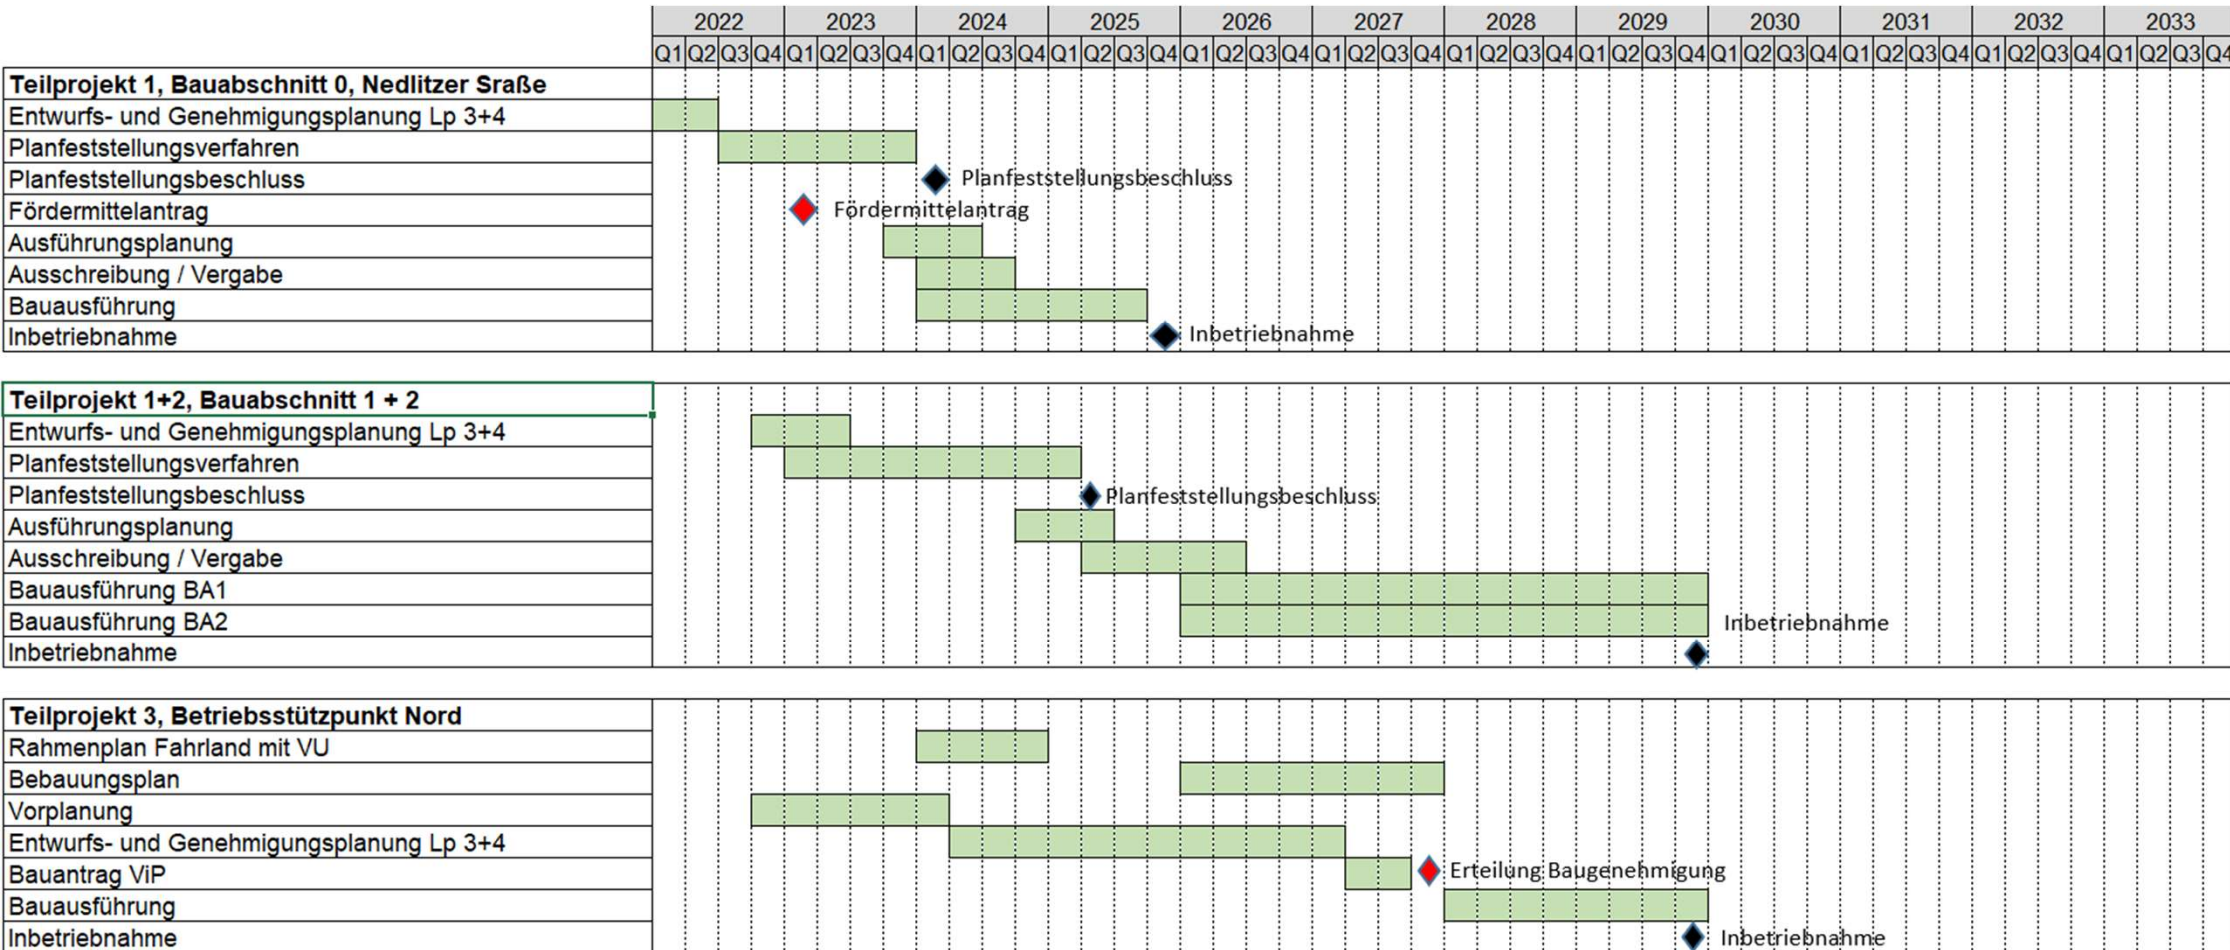 2022 2023 2024 2025 2026 2027 2028 2029 2030 2031 2032 2033
Q1 Q2 Q3 Q4 Q1 Q2 Q3 Q4 Q1 Q2 Q3 Q4 Q1 Q2 Q3 Q4 Q1 Q2 Q3 Q4 Q1 Q2 Q3 Q4 Q1 Q2 Q3 Q4 Q1 Q2 Q3 Q4 Q1 Q2 Q3 Q4 Q1 Q2 Q3 Q4 Q1 Q2 Q3 Q4 Q1 Q2 Q3 Q4
Teilprojekt 1, Bauabschnitt 0, Nedlitzer Sraße
Entwurfs- und Genehmigungsplanung Lp 3+4
Planfeststellungsverfahren
Planfeststellungsbeschluss Planfeststellungsbeschluss
Fördermittelantrag Fördermittelantrag
Ausführungsplanung
Ausschreibung / Vergabe
Bauausführung
Inbetriebnahme Inbetriebnahme
Teilprojekt 1+2, Bauabschnitt 1 + 2
Entwurfs- und Genehmigungsplanung Lp 3+4
Planfeststellungsverfahren
Planfeststellungsbeschluss Planfeststellungsbeschluss
Ausführungsplanung
Ausschreibung / Vergabe
Bauausführung BA1
Bauausführung BA2 Inbetriebnahme
Inbetriebnahme
Teilprojekt 3, Betriebsstützpunkt Nord
Rahmenplan Fahrland mit VU
Bebauungsplan
Vorplanung
Entwurfs- und Genehmigungsplanung Lp 3+4
Bauantrag ViP Erteilung Baugenehmigung
Bauausführung
Inbetriebnahme Inbetriebnahme